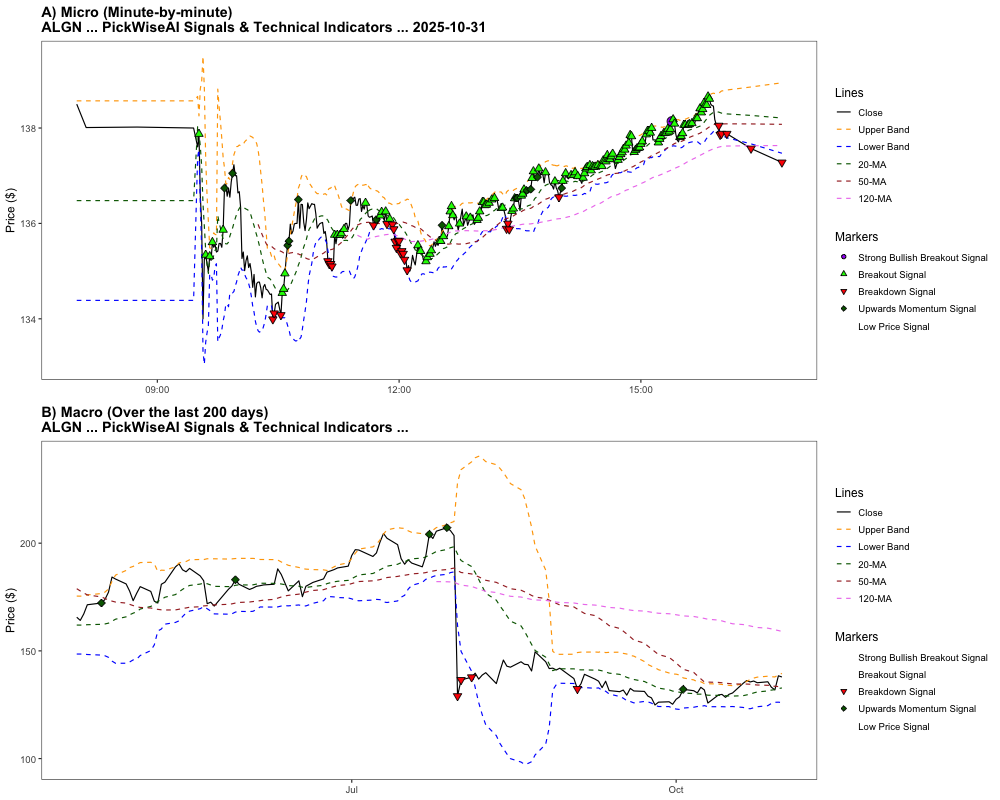 A) Micro (Minute-by-minute)
ALGN ... PickWiseAI Signals & Technical Indicators ... 2025-10-31
Price ($)
138
136
134
09:00
12:00
15:00
Lines
Close
Upper Band
Lower Band
20-MA
50-MA
120-MA
Markers
Strong Bullish Breakout Signal
Breakout Signal
Breakdown Signal
Upwards Momentum Signal
Low Price Signal
B) Macro (Over the last 200 days)
ALGN ... PickWiseAI Signals & Technical Indicators ...
Price ($)
200
150
100
Jul
Oct
Lines
Close
Upper Band
Lower Band
20-MA
50-MA
120-MA
Markers
Strong Bullish Breakout Signal
Breakout Signal
Breakdown Signal
Upwards Momentum Signal
Low Price Signal